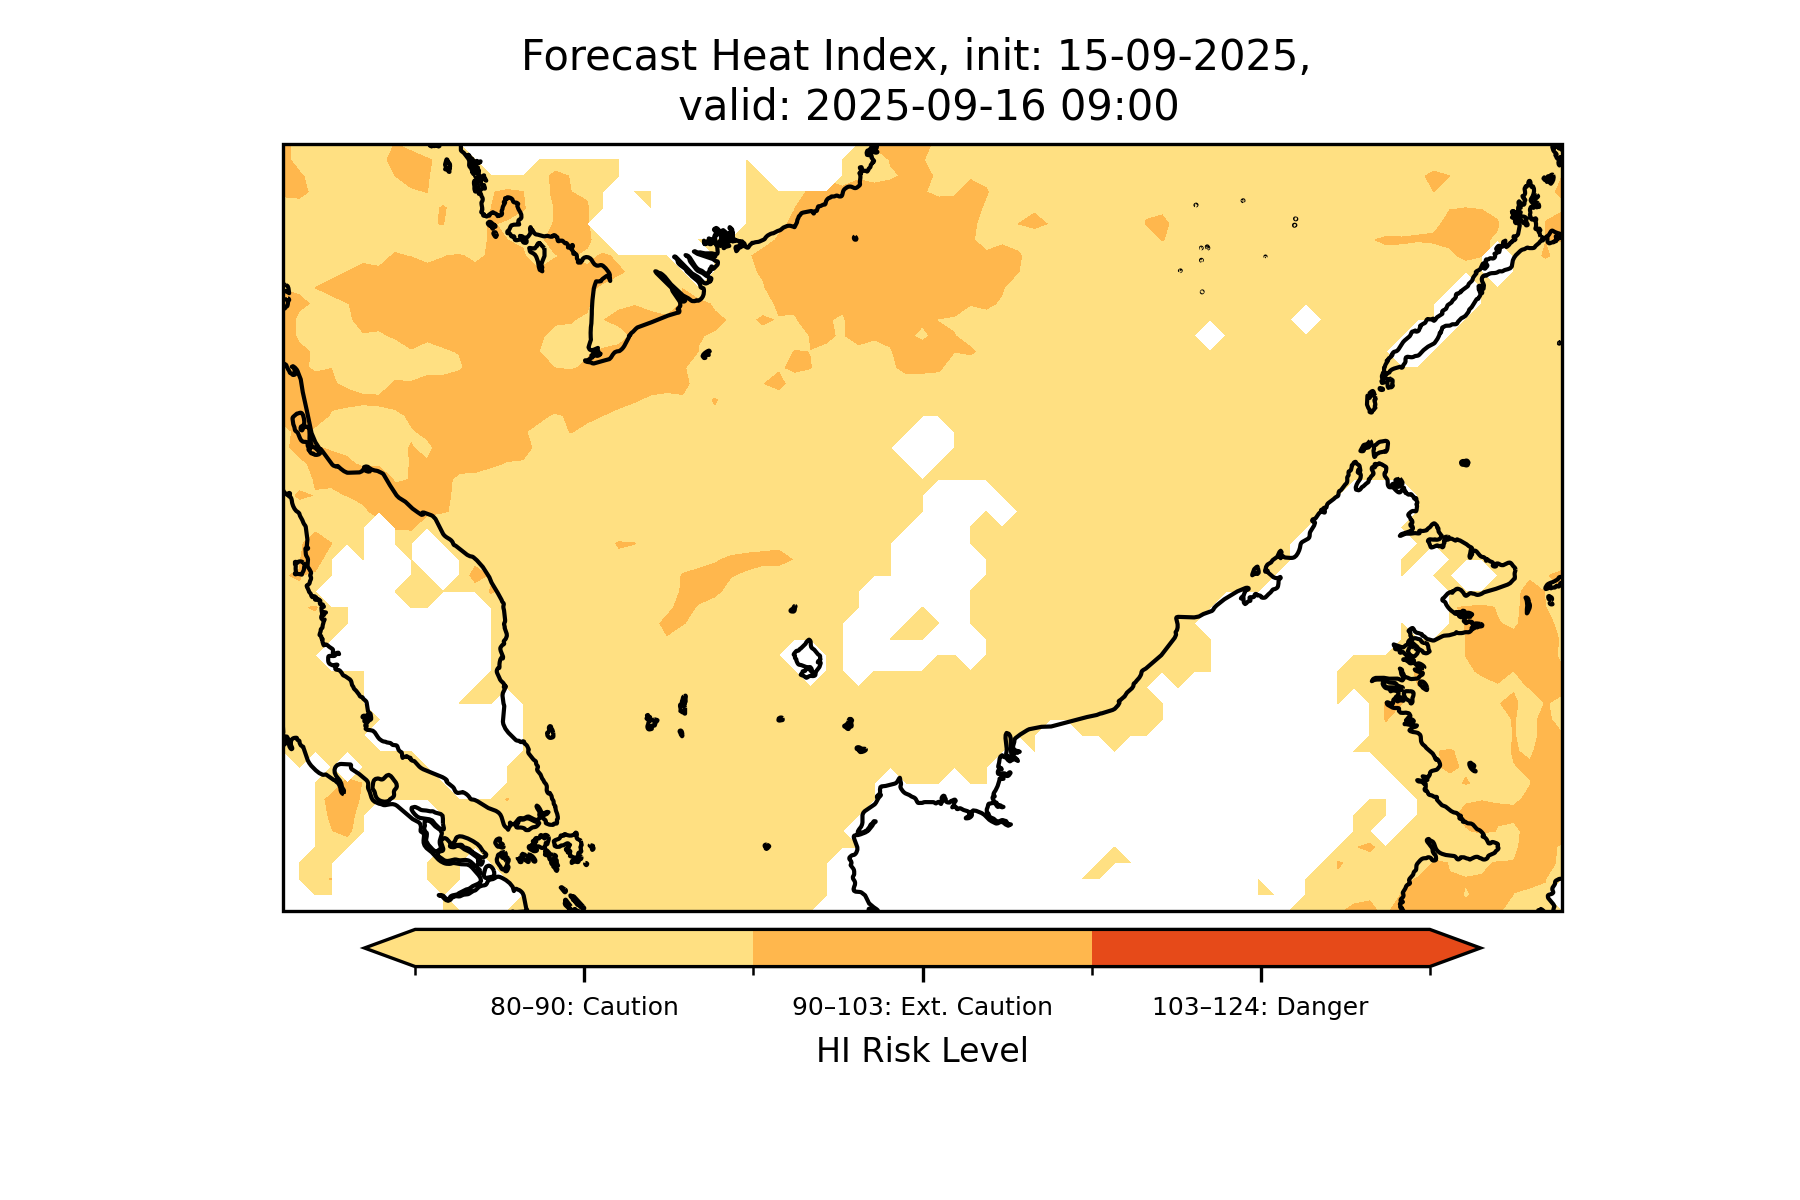 Forecast Heat Index, init: 15-09-2025,
valid: 2025-09-16 09:00
80–90: Caution
90–103: Ext. Caution
103–124: Danger
HI Risk Level